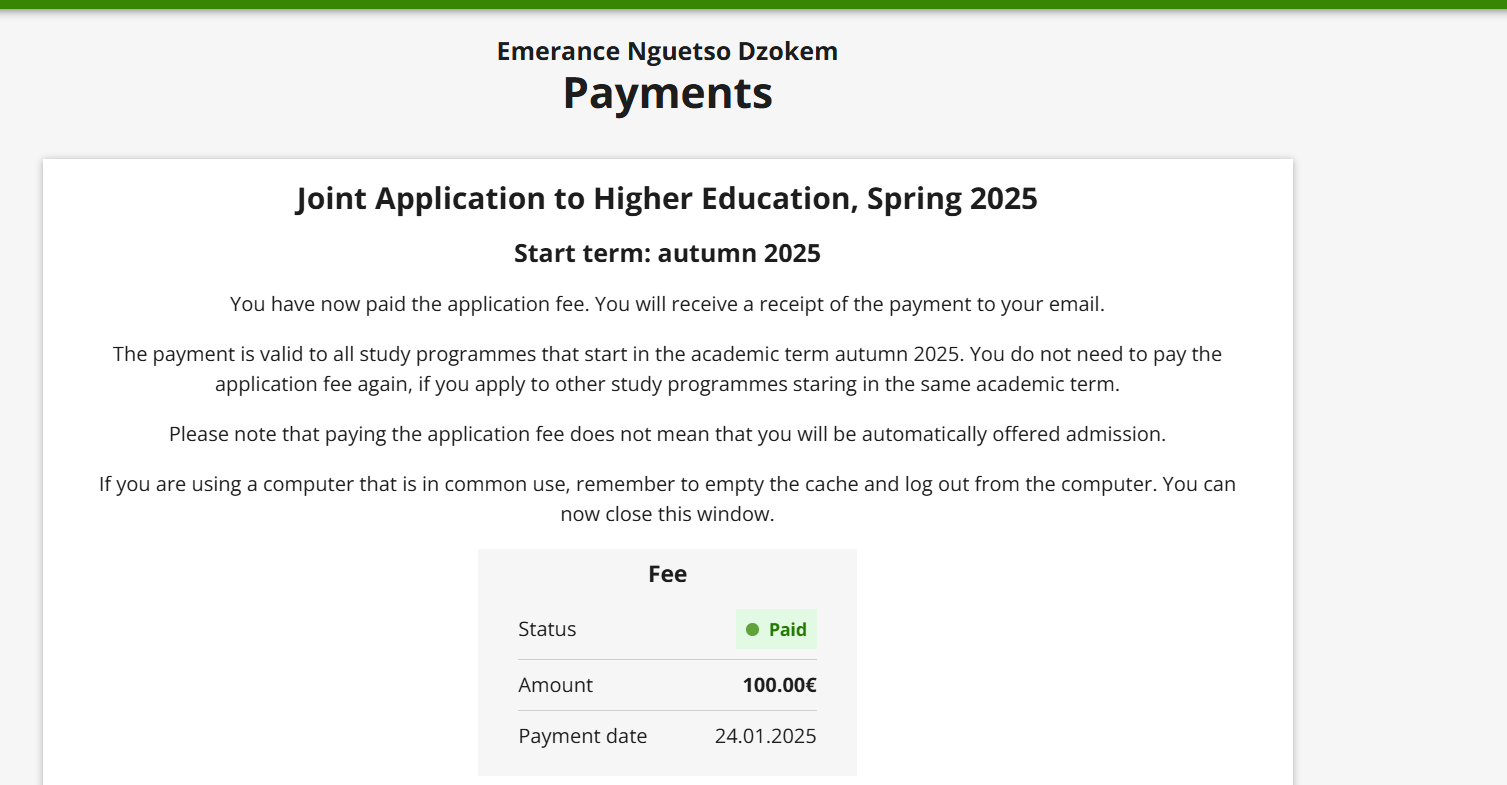 Emerance Nguetso Dzokem
Payments
Joint Application to Higher Education, Spring 2025
Start term: autumn 2025
You have now paid the application fee. You will receive a receipt of the payment to your email.
The payment is valid to all study programmes that start in the academic term autumn 2025. You do not need to pay the
application fee again, if you apply to other study programmes staring in the same academic term.
Please note that paying the application fee does not mean that you will be automatically offered admission.
If you are using a computer that is in common use, remember to empty the cache and log out from the computer. You can
now close this window.
Fee
Status Paid
Amount 100.00€
Payment date 24.01.2025